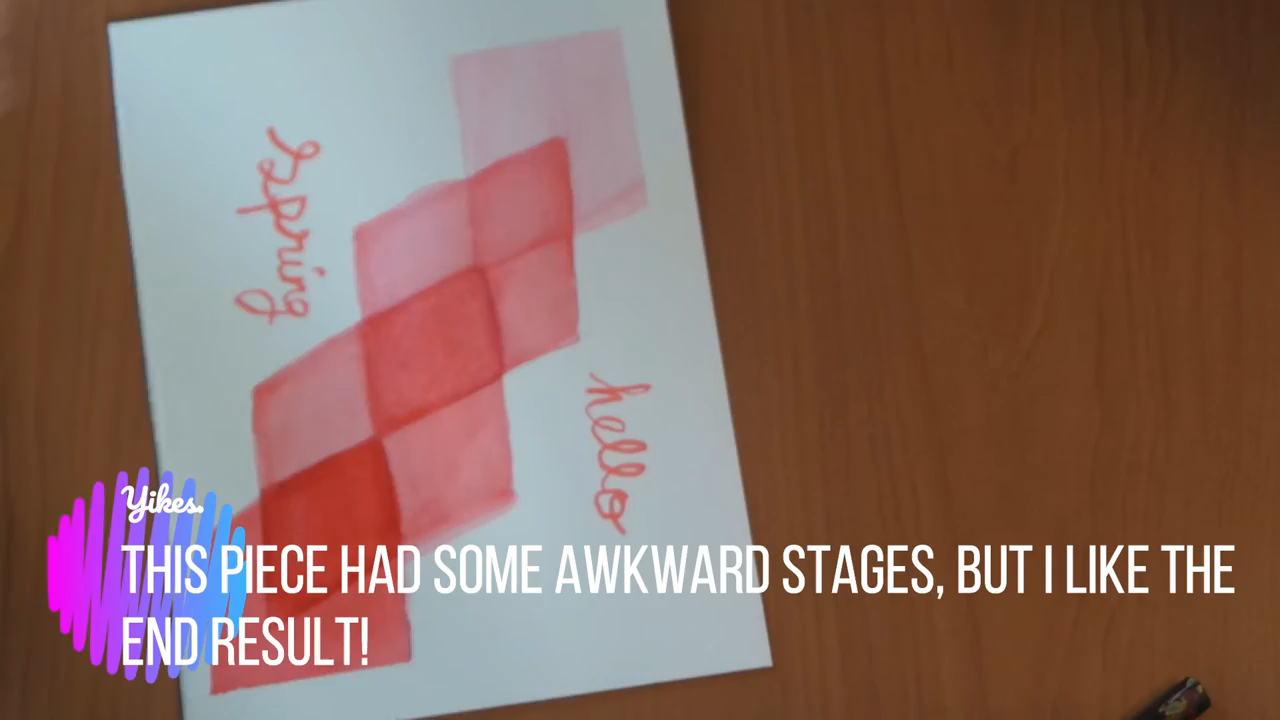 hello
spring
Yikes.
THIS PIECE HAD SOME AWKWARD STAGES, BUT I LIKE THE
END RESULT!